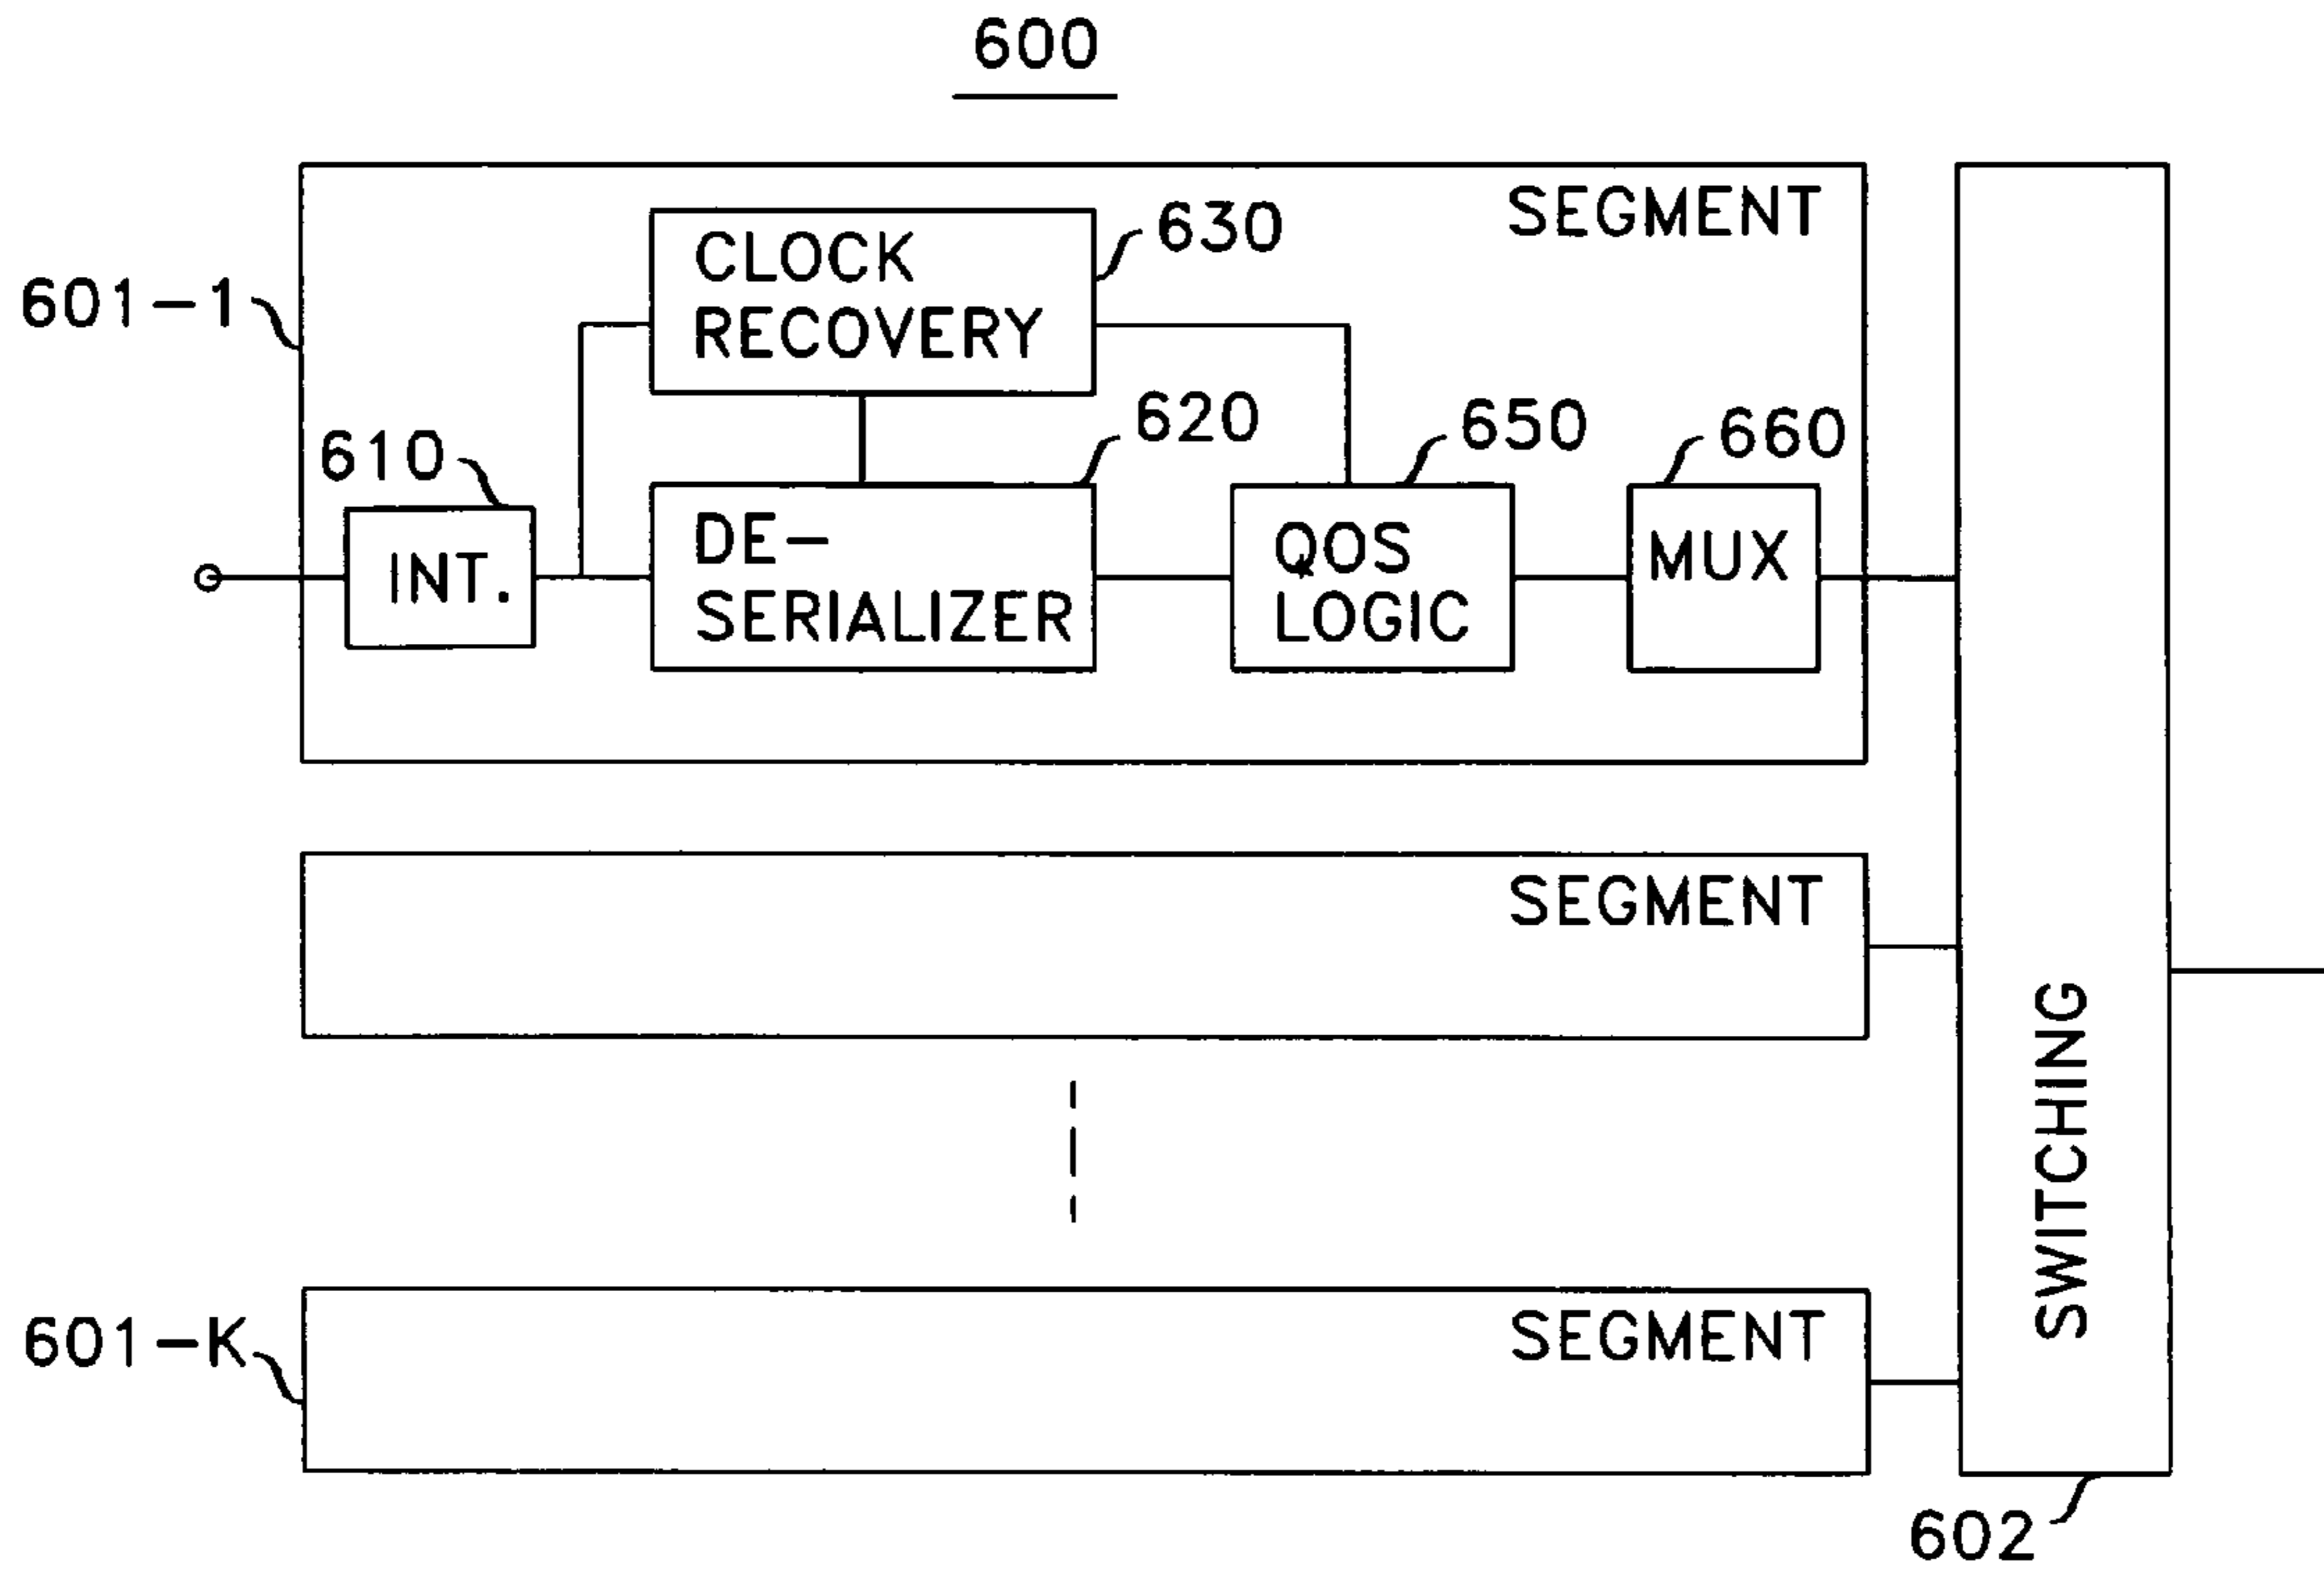 600
SEGMENT
CLOCK
RECOVERY
630
601-1
620
650
660
610
INT.
DE-
SERIALIZER
QOS
LOGIC
MUX
SEGMENT
SWITCHING
SEGMENT
601-K
602